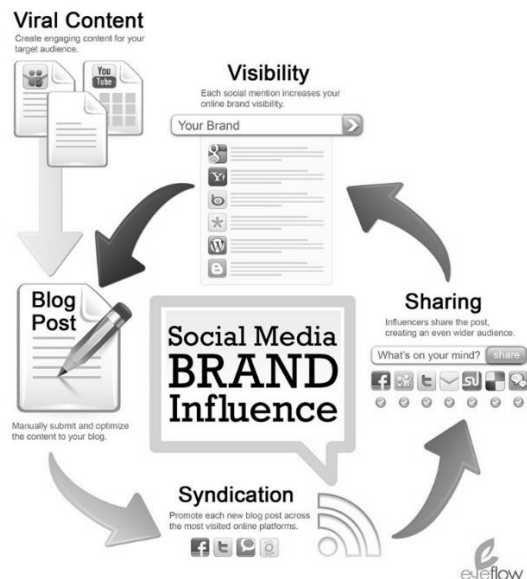 Viral Content
Create engaging content for your
target audience.
You
Tube
Visibility
Each social mention increases your
online brand visibility.
Your Brand
Blog
Post
Manually submit and optimize
the content to your blog.
Social Media
BRAND
Influence
Sharing
Influencers share the post,
creating an even wider audience.
What's on your mind? share
Syndication
Promote each new blog post across
the most visited online platforms.
eyeflow